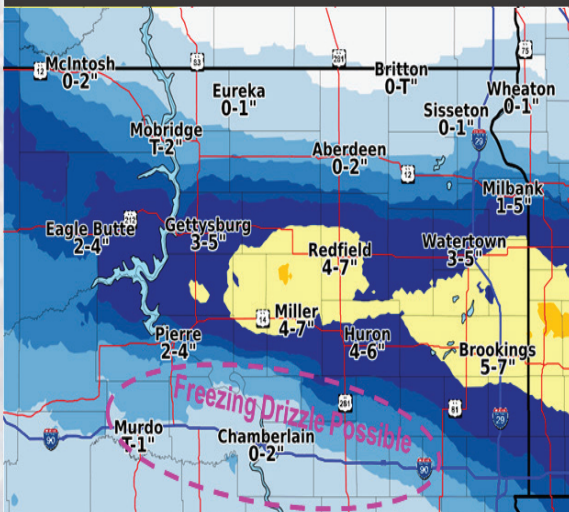 McIntosh
0-2"
12
83
281
75
Britton
0-T"
Wheaton
0-1"
Eureka
0-1"
Sisseton
0-1"
29
Mobridge
T-2"
Aberdeen
0-2"
12
Milbank
1-5"
212
Eagle Butte
2-4"
Gettysburg
3-5"
Redfield
4-7"
Watertown
3-5"
14
Miller
4-7"
Pierre
2-4"
Huron
4-6"
Brookings
5-7"
Freezing Drizzle Possible
281
81
29
Murdo
T-1"
Chamberlain
0-2"
90
90